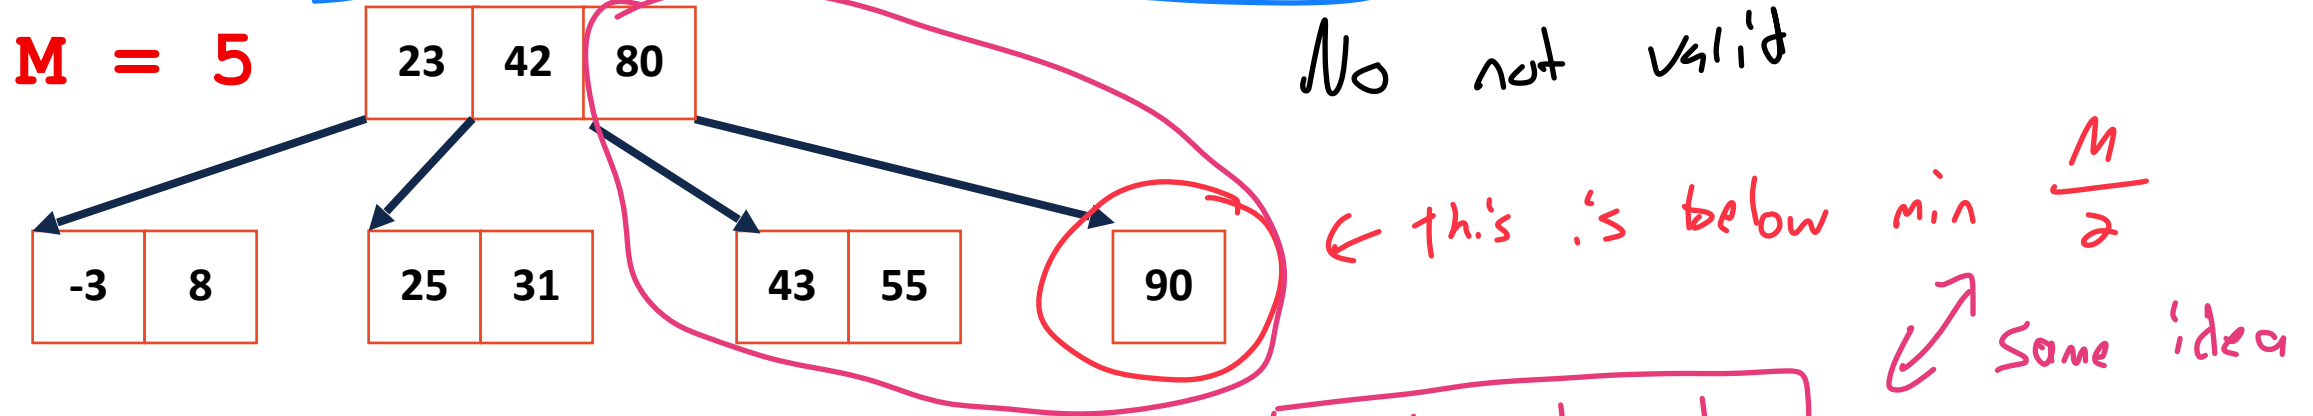 M = 5
23 42 80
No not valid
← this is below min M/2
-3 8 25 31 43 55 90
same idea